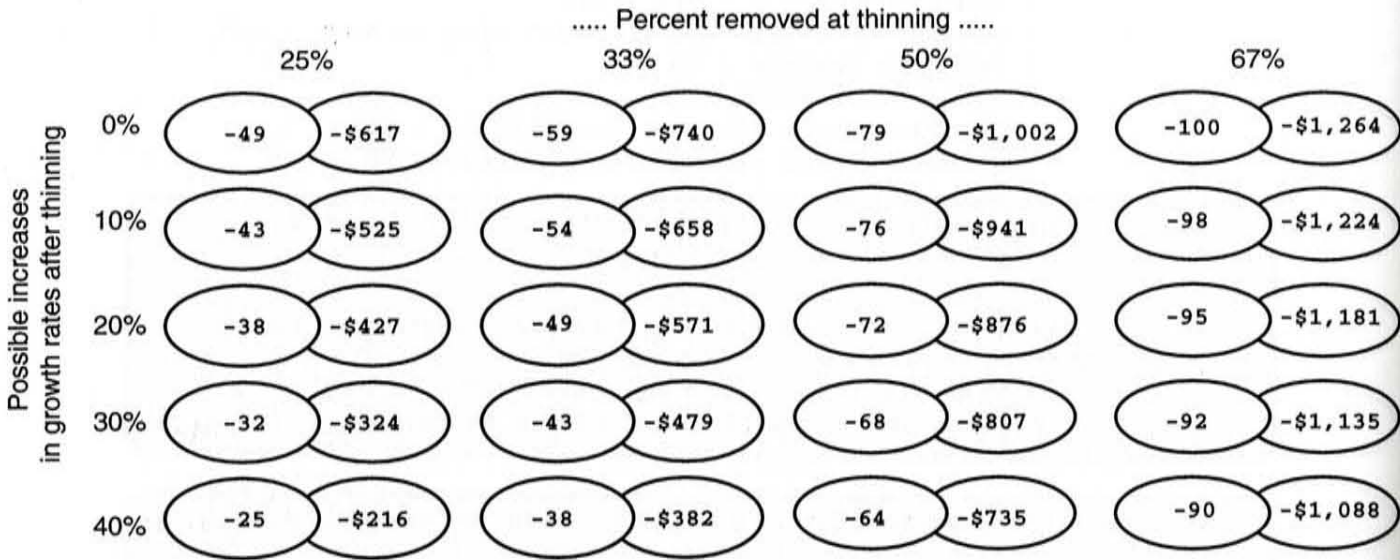 ..... Percent removed at thinning .....
25% 33% 50% 67%
Possible increases
in growth rates after thinning
0% -49 -$617 -59 -$740 -79 -$1,002 -100 -$1,264
10% -43 -$525 -54 -$658 -76 -$941 -98 -$1,224
20% -38 -$427 -49 -$571 -72 -$876 -95 -$1,181
30% -32 -$324 -43 -$479 -68 -$807 -92 -$1,135
40% -25 -$216 -38 -$382 -64 -$735 -90 -$1,088